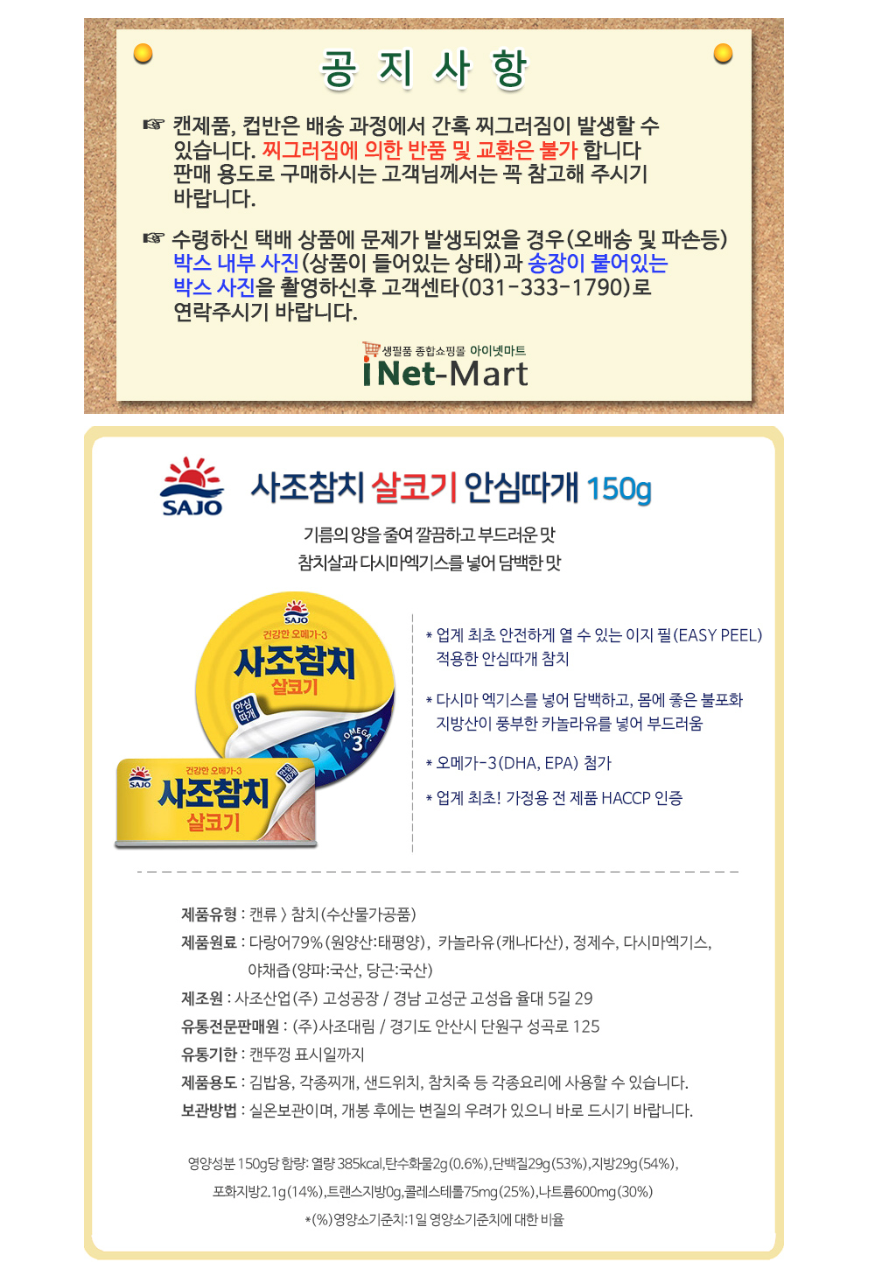 공 지 사 항
☞ 캔제품, 컵반은 배송 과정에서 간혹 찌그러짐이 발생할 수
있습니다. 찌그러짐에 의한 반품 및 교환은 불가 합니다
판매 용도로 구매하시는 고객님께서는 꼭 참고해 주시기
바랍니다.
☞ 수령하신 택배 상품에 문제가 발생되었을 경우(오배송 및 파손등)
박스 내부 사진(상품이 들어있는 상태)과 송장이 붙어있는
박스 사진을 촬영하신후 고객센타(031-333-1790)로
연락주시기 바랍니다.
생필품 종합쇼핑몰 아이넷마트
iNet-Mart
SAJO
사조참치 살코기 안심따개 150g
기름의 양을 줄여 깔끔하고 부드러운 맛
참치살과 다시마엑기스를 넣어 담백한 맛
SAJO
건강한 오메가-3
사조참치
살코기
안심
따개
OMEGA
3
SAJO
건강한 오메가-3
안심
따개
사조참치
살코기
* 업계 최초 안전하게 열 수 있는 이지 필(EASY PEEL)
적용한 안심따개 참치
* 다시마 엑기스를 넣어 담백하고, 몸에 좋은 불포화
지방산이 풍부한 카놀라유를 넣어 부드러움
* 오메가-3(DHA, EPA) 첨가
* 업계 최초! 가정용 전 제품 HACCP 인증
제품유형 : 캔류 > 참치(수산물가공품)
제품원료 : 다랑어79%(원양산:태평양), 카놀라유(캐나다산), 정제수, 다시마엑기스,
야채즙(양파:국산, 당근:국산)
제조원 : 사조산업(주) 고성공장 / 경남 고성군 고성읍 율대 5길 29
유통전문판매원 : (주)사조대림 / 경기도 안산시 단원구 성곡로 125
유통기한 : 캔뚜껑 표시일까지
제품용도 : 김밥용, 각종찌개, 샌드위치, 참치죽 등 각종요리에 사용할 수 있습니다.
보관방법 : 실온보관이며, 개봉 후에는 변질의 우려가 있으니 바로 드시기 바랍니다.
영양성분 150g당 함량: 열량 385kcal,탄수화물2g(0.6%),단백질29g(53%),지방29g(54%),
포화지방2.1g(14%),트랜스지방0g,콜레스테롤75mg(25%),나트륨600mg(30%)
*(%)영양소기준치:1일 영양소기준치에 대한 비율